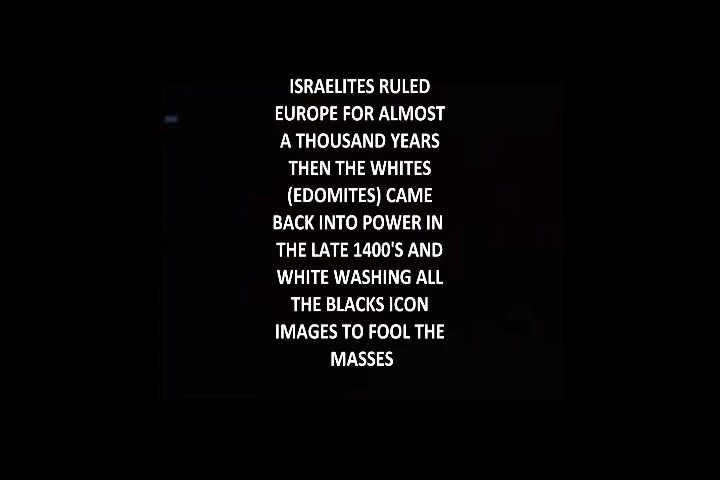 ISRAELITES RULED
EUROPE FOR ALMOST
A THOUSAND YEARS
THEN THE WHITES
(EDOMITES) CAME
BACK INTO POWER IN
THE LATE 1400'S AND
WHITE WASHING ALL
THE BLACKS ICON
IMAGES TO FOOL THE
MASSES